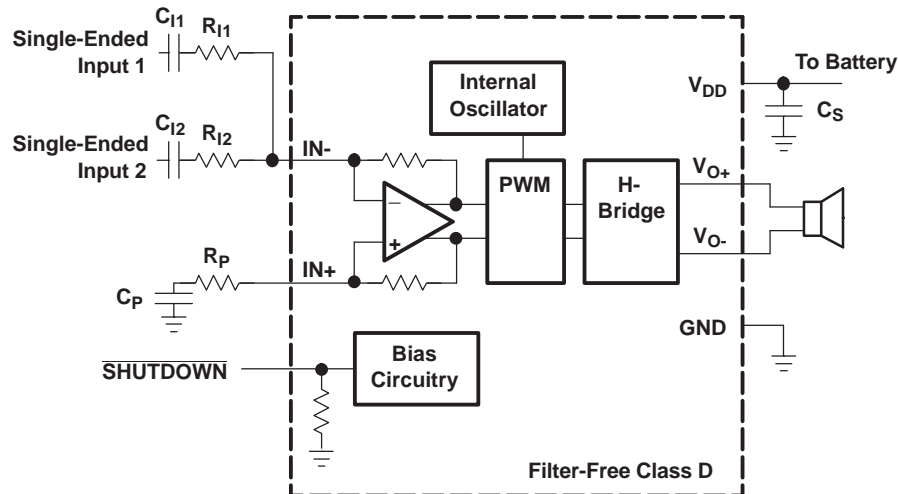 C_I1
R_I1
Single-Ended
Input 1
C_I2
R_I2
Single-Ended
Input 2
IN-
Internal
Oscillator
PWM
H-
Bridge
V_DD
To Battery
C_S
V_O+
V_O-
–
+
R_P
IN+
C_P
GND
SHUTDOWN
Bias
Circuitry
Filter-Free Class D